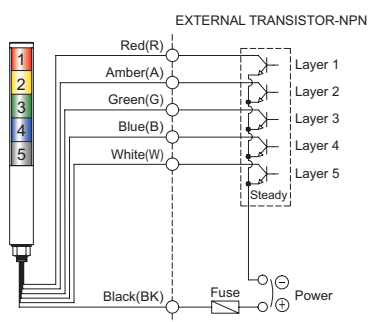 EXTERNAL TRANSISTOR-NPN
Red(R)
Amber(A)
Green(G)
Blue(B)
White(W)
1
2
3
4
5
Layer 1
Layer 2
Layer 3
Layer 4
Layer 5
Steady
Black(BK)
Fuse
−
+
Power